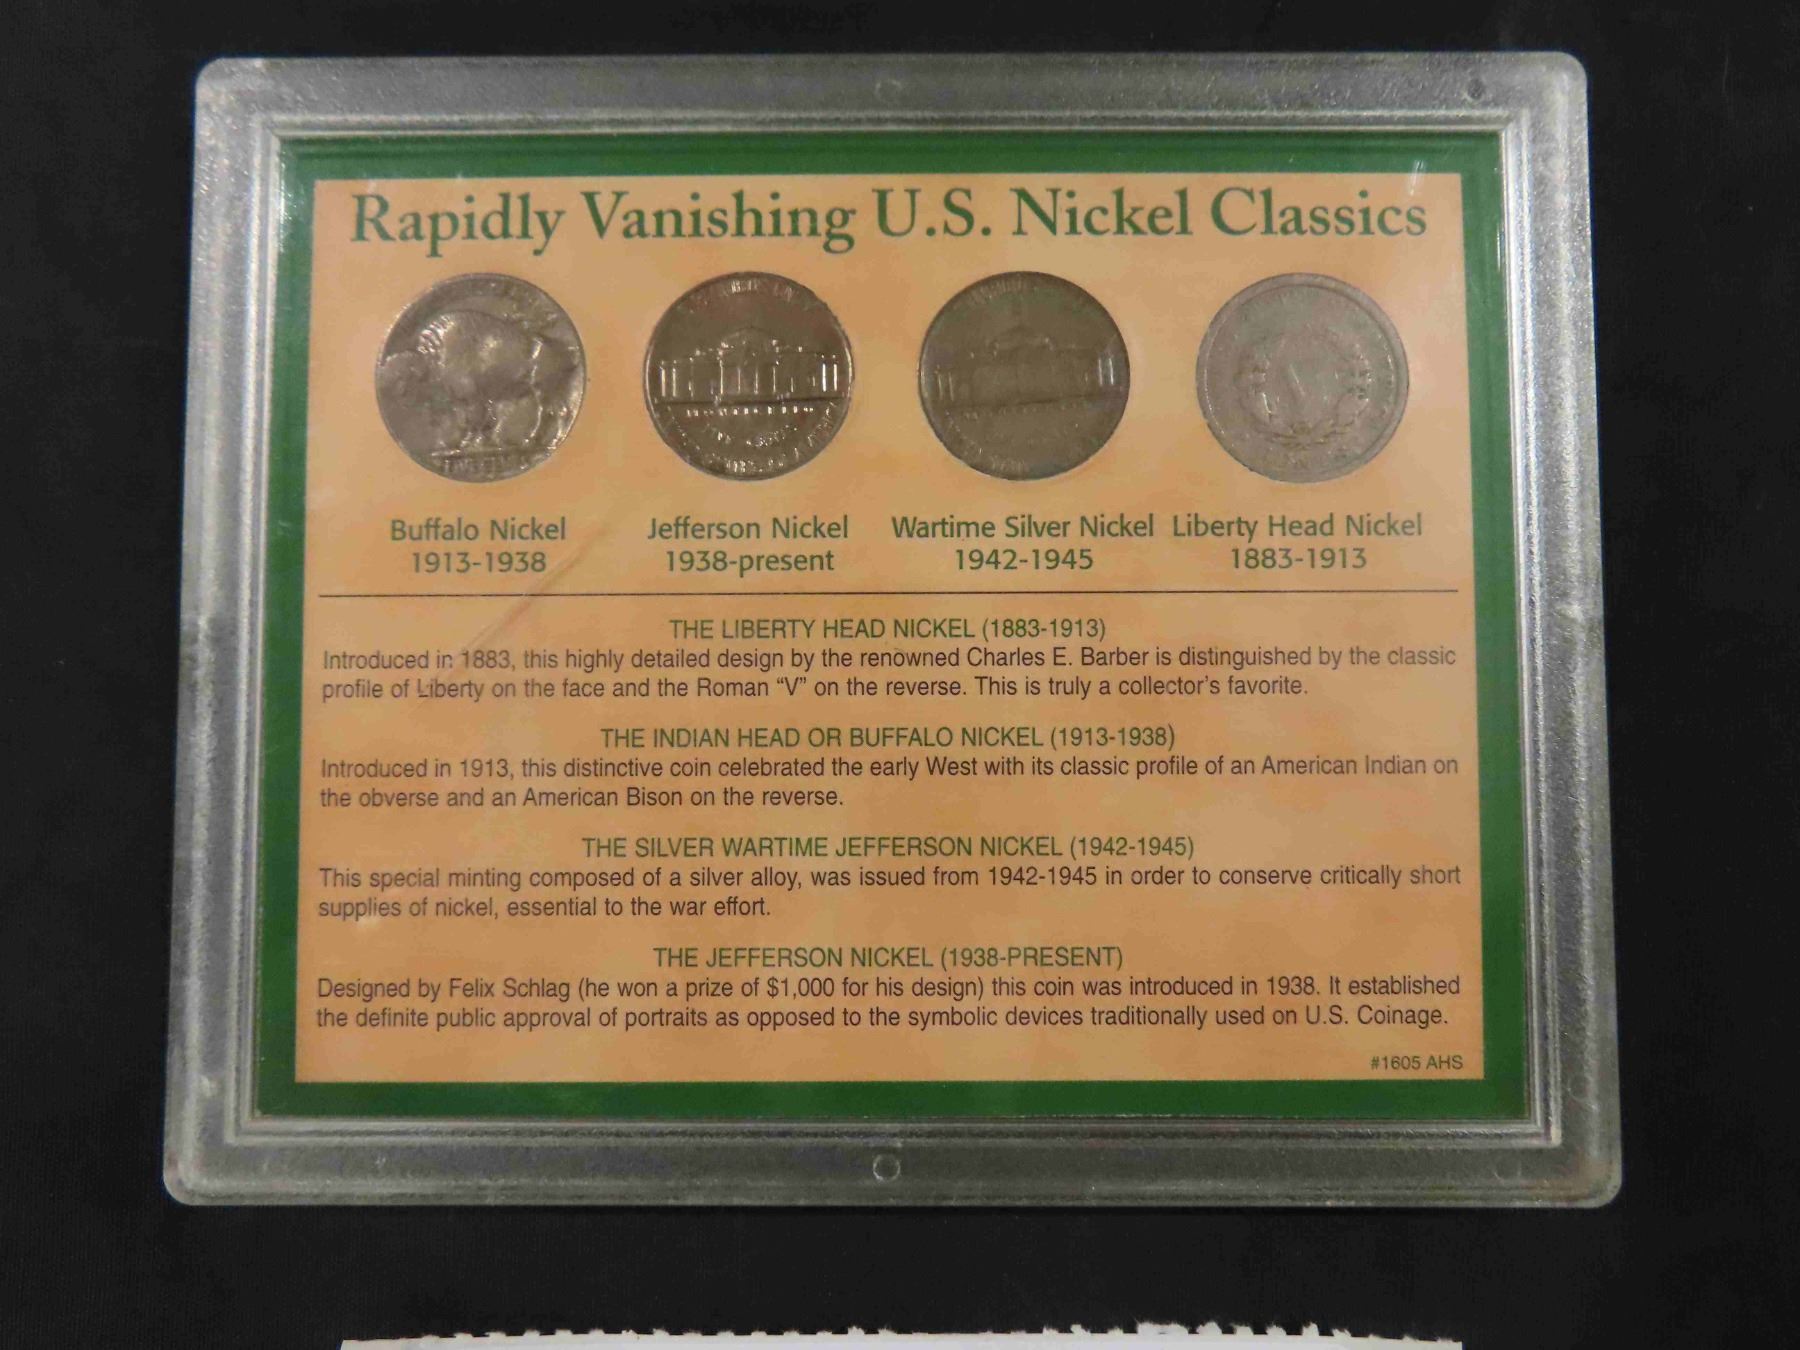 Rapidly Vanishing U.S. Nickel Classics
Buffalo Nickel
1913-1938
Jefferson Nickel
1938-present
Wartime Silver Nickel
1942-1945
Liberty Head Nickel
1883-1913
THE LIBERTY HEAD NICKEL (1883-1913)
Introduced in 1883, this highly detailed design by the renowned Charles E. Barber is distinguished by the classic
profile of Liberty on the face and the Roman “V” on the reverse. This is truly a collector’s favorite.
THE INDIAN HEAD OR BUFFALO NICKEL (1913-1938)
Introduced in 1913, this distinctive coin celebrated the early West with its classic profile of an American Indian on
the obverse and an American Bison on the reverse.
THE SILVER WARTIME JEFFERSON NICKEL (1942-1945)
This special minting composed of a silver alloy, was issued from 1942-1945 in order to conserve critically short
supplies of nickel, essential to the war effort.
THE JEFFERSON NICKEL (1938-PRESENT)
Designed by Felix Schlag (he won a prize of $1,000 for his design) this coin was introduced in 1938. It established
the definite public approval of portraits as opposed to the symbolic devices traditionally used on U.S. Coinage.
#1605 AHS